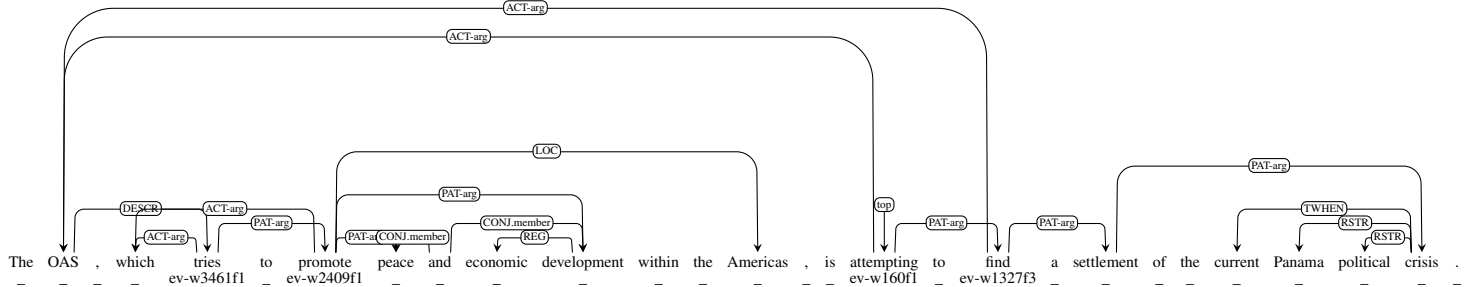 ACT-arg
ACT-arg
LOC
PAT-arg
PAT-arg
top
DESCR ACT-arg TWHEN
PAT-arg CONJ.member PAT-arg PAT-arg RSTR
ACT-arg CONJ.member REG RSTR
The OAS , which tries to promote peace and economic development within the Americas , is attempting to find a settlement of the current Panama political crisis .
_ _ _ _ ev-w3461f1 _ ev-w2409f1 _ _ _ _ _ _ _ _ _ ev-w160f1 _ ev-w1327f3 _ _ _ _ _ _ _ _ _